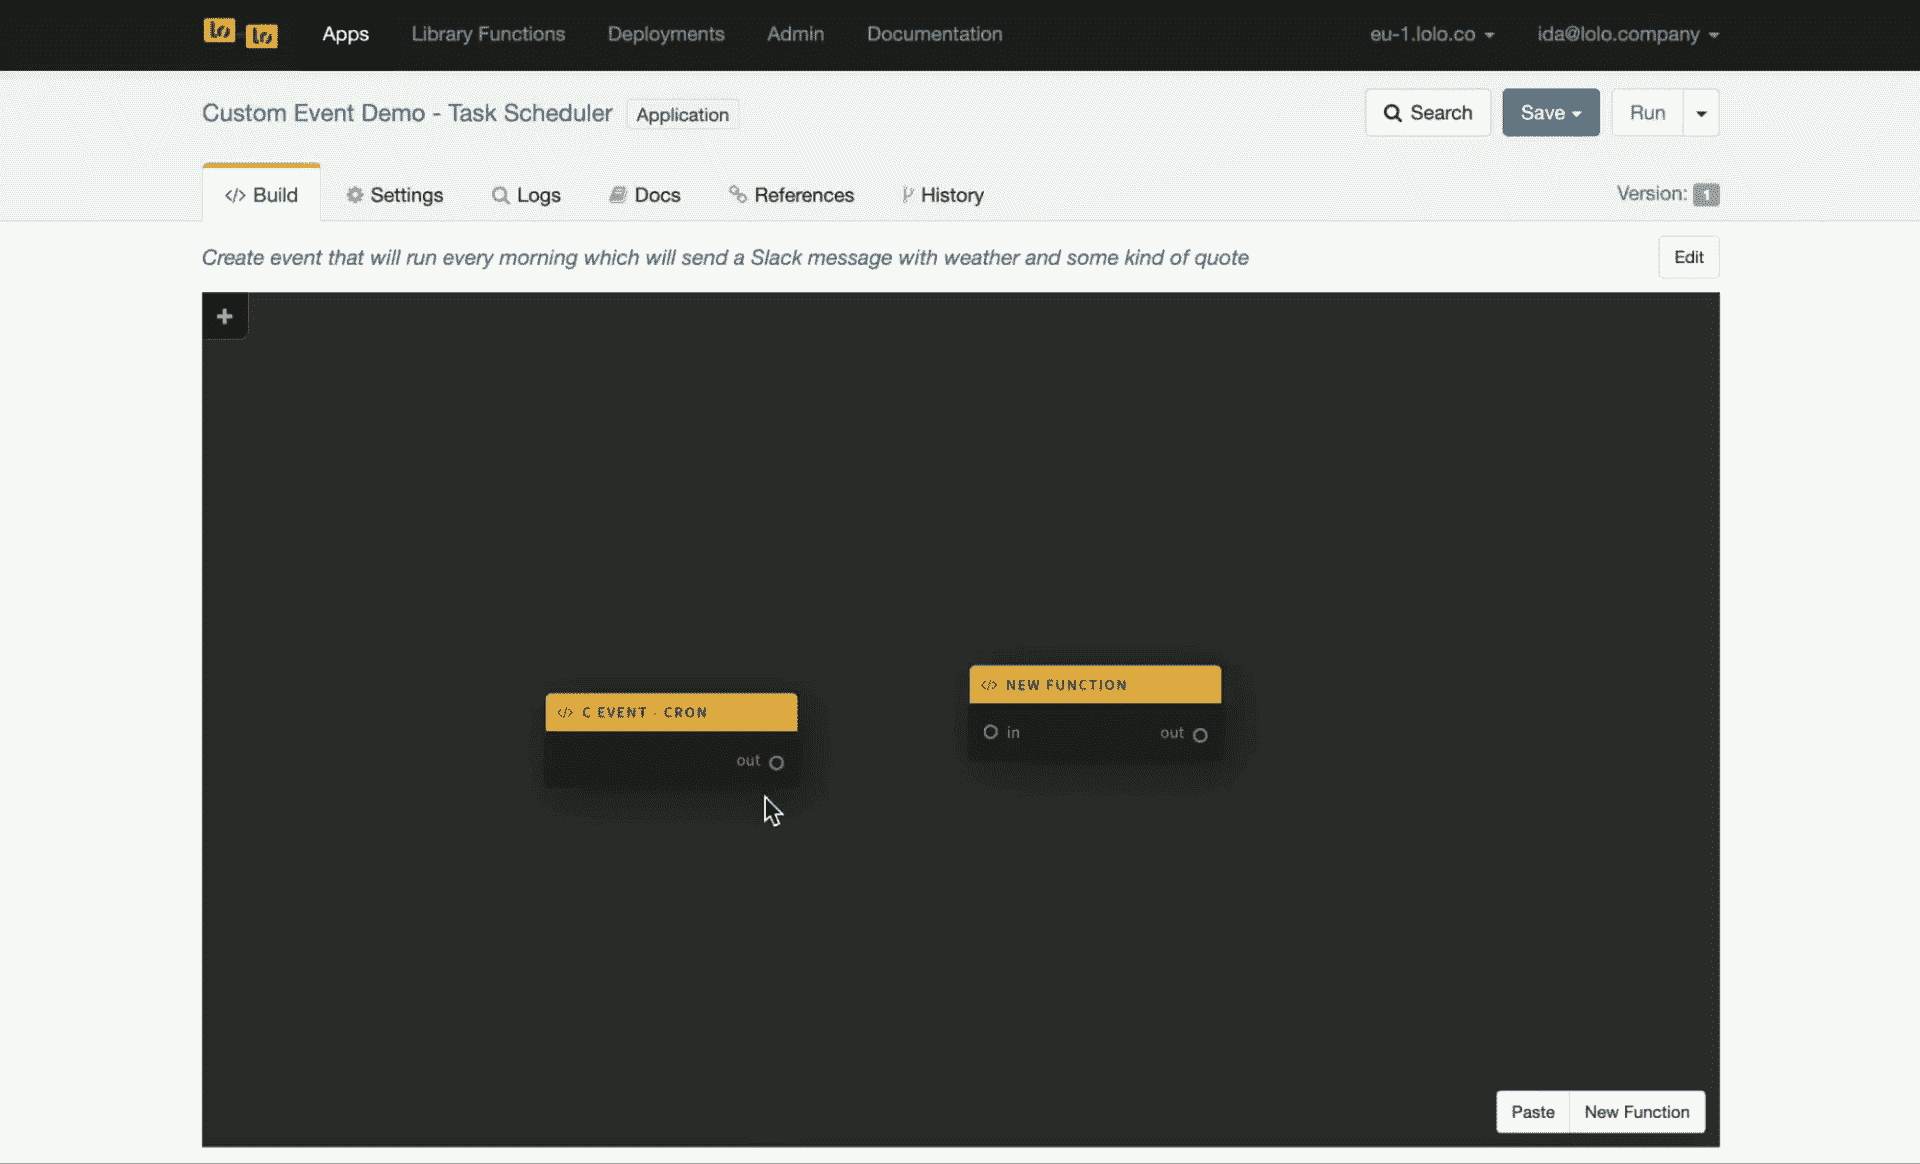 lo lo Apps Library Functions Deployments Admin Documentation eu-1.lolo.co ida@lolo.company
Custom Event Demo - Task Scheduler Application Search Save Run
</> Build Settings Logs Docs References History Version: 1
Create event that will run every morning which will send a Slack message with weather and some kind of quote Edit
+
</> NEW FUNCTION
in out
</> C EVENT - CRON
out
Paste New Function